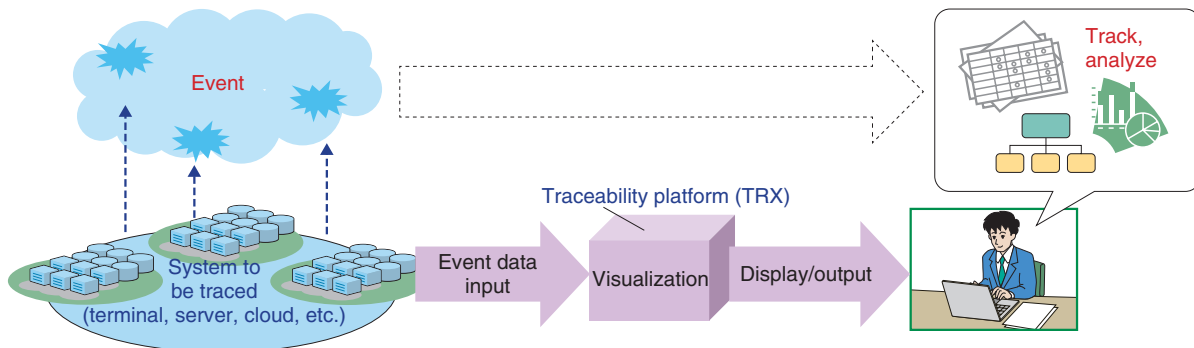 Event
Track,
analyze
Traceability platform (TRX)
System to
be traced
(terminal, server, cloud, etc.)
Event data
input
Visualization
Display/output